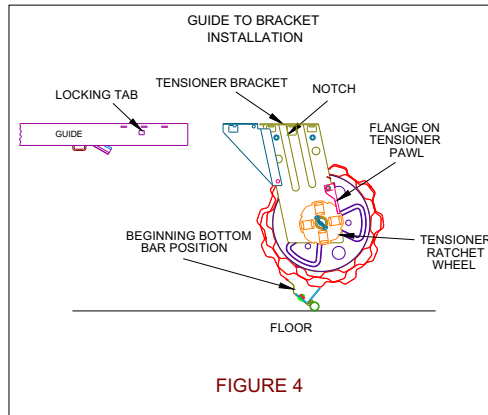 GUIDE TO BRACKET
INSTALLATION
TENSIONER BRACKET
NOTCH
LOCKING TAB
GUIDE
FLANGE ON
TENSIONER
PAWL
BEGINNING BOTTOM
BAR POSITION
TENSIONER
RATCHET
WHEEL
FLOOR
FIGURE 4